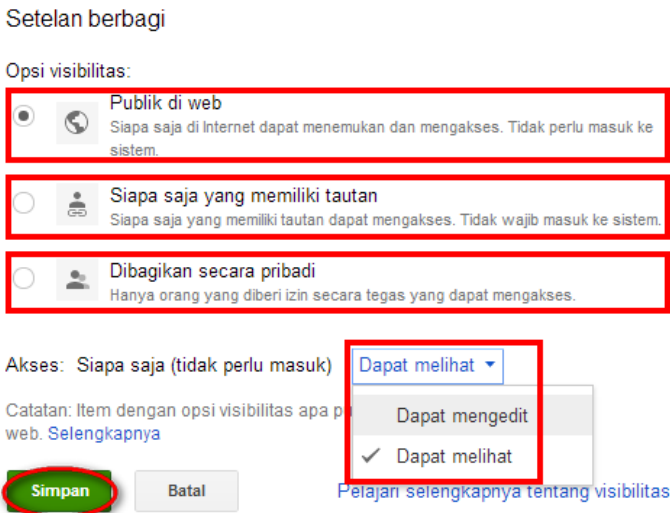 Setelan berbagi
Opsi visibilitas:
Publik di web
Siapa saja di Internet dapat menemukan dan mengakses. Tidak perlu masuk ke
sistem.
Siapa saja yang memiliki tautan
Siapa saja yang memiliki tautan dapat mengakses. Tidak wajib masuk ke sistem.
Dibagikan secara pribadi
Hanya orang yang diberi izin secara tegas yang dapat mengakses.
Akses: Siapa saja (tidak perlu masuk) Dapat melihat
Catatan: Item dengan opsi visibilitas apa
web. Selengkapnya
Dapat mengedit
Dapat melihat
Simpan Batal Pelajari selengkapnya tentang visibilitas